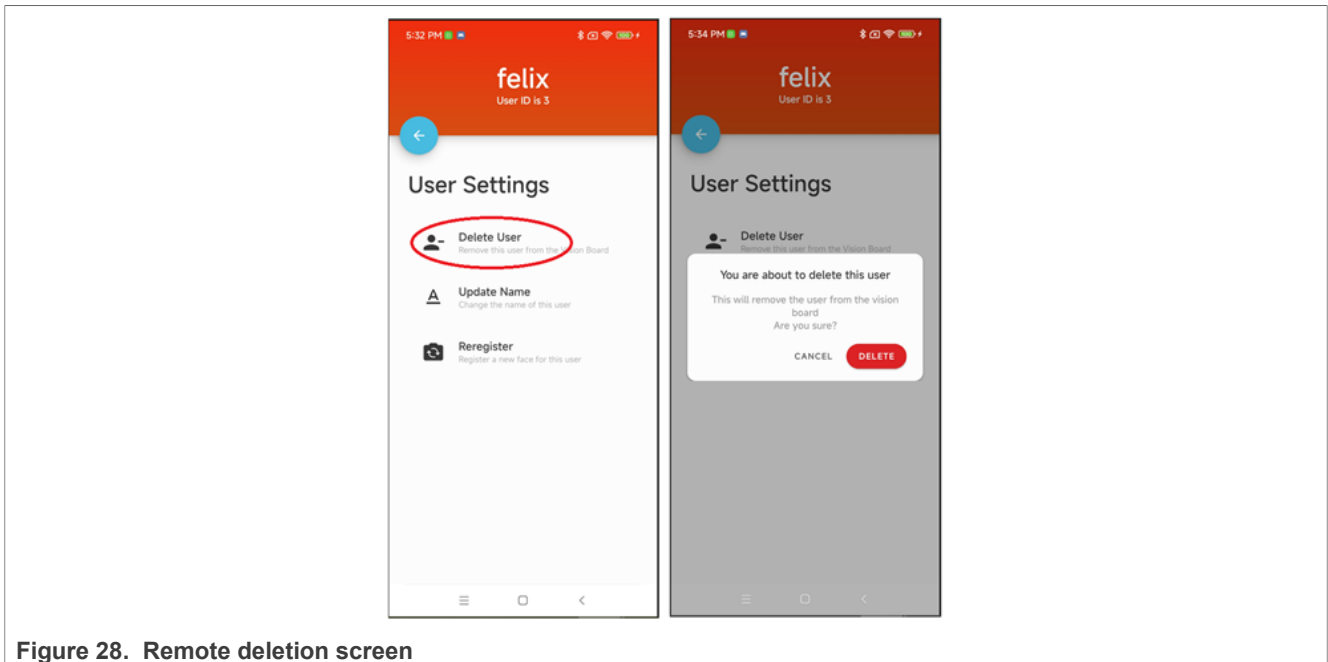 5:32 PM
felix
User ID is 3
User Settings
Delete User
Remove this user from the Vision Board
Update Name
Change the name of this user
Reregister
Register a new face for this user
5:34 PM
felix
User ID is 3
User Settings
Delete User
Remove this user from the Vision Board
You are about to delete this user
This will remove the user from the vision
board
Are you sure?
CANCEL DELETE
Figure 28. Remote deletion screen